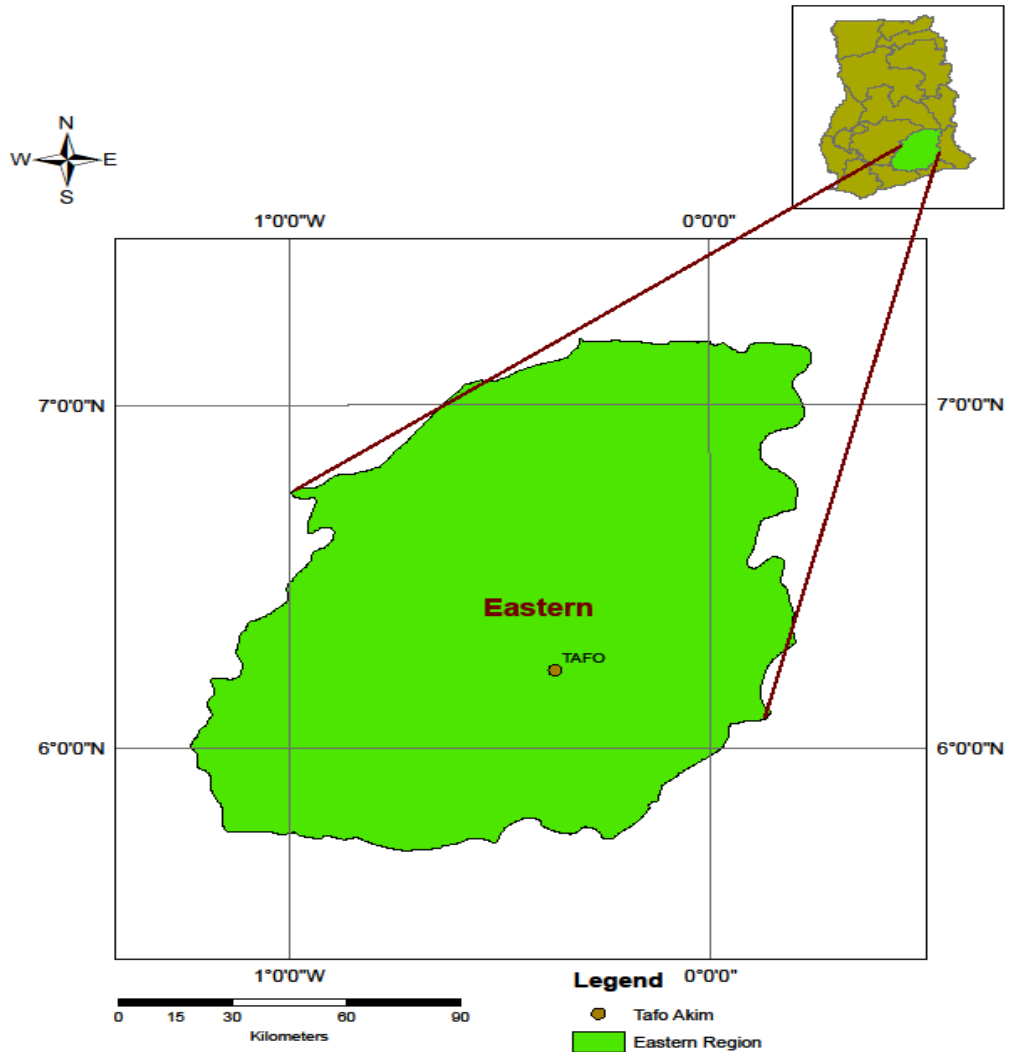 N
W E
S
1°0'0"W 0°0'0"
7°0'0"N 7°0'0"N
Eastern
TAFO
6°0'0"N 6°0'0"N
1°0'0"W 0°0'0"
Legend
0 15 30 60 90
Kilometers
Tafo Akim
Eastern Region